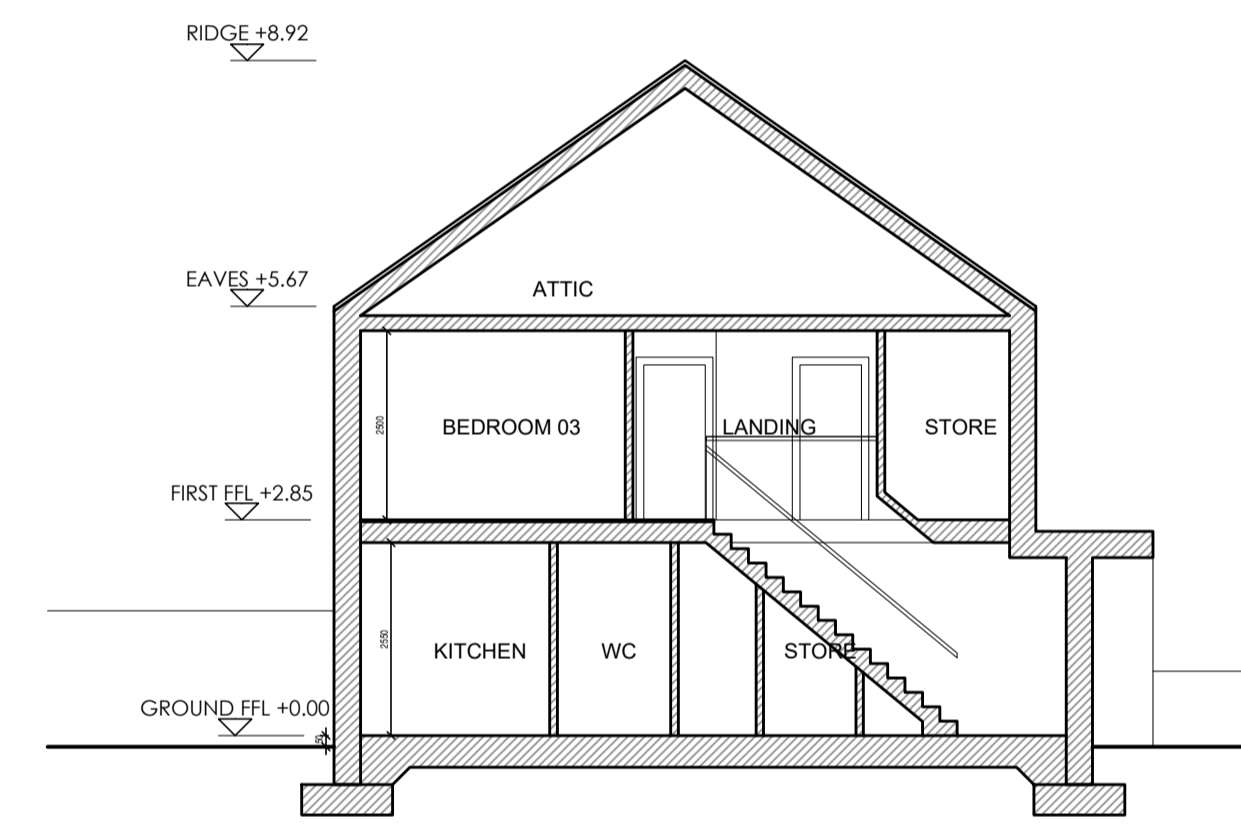 RIDGE +8.92
EAVES +5.67
ATTIC
2500
BEDROOM 03
LANDING
STORE
FIRST FFL +2.85
2550
KITCHEN
WC
STORE
GROUND FFL +0.00